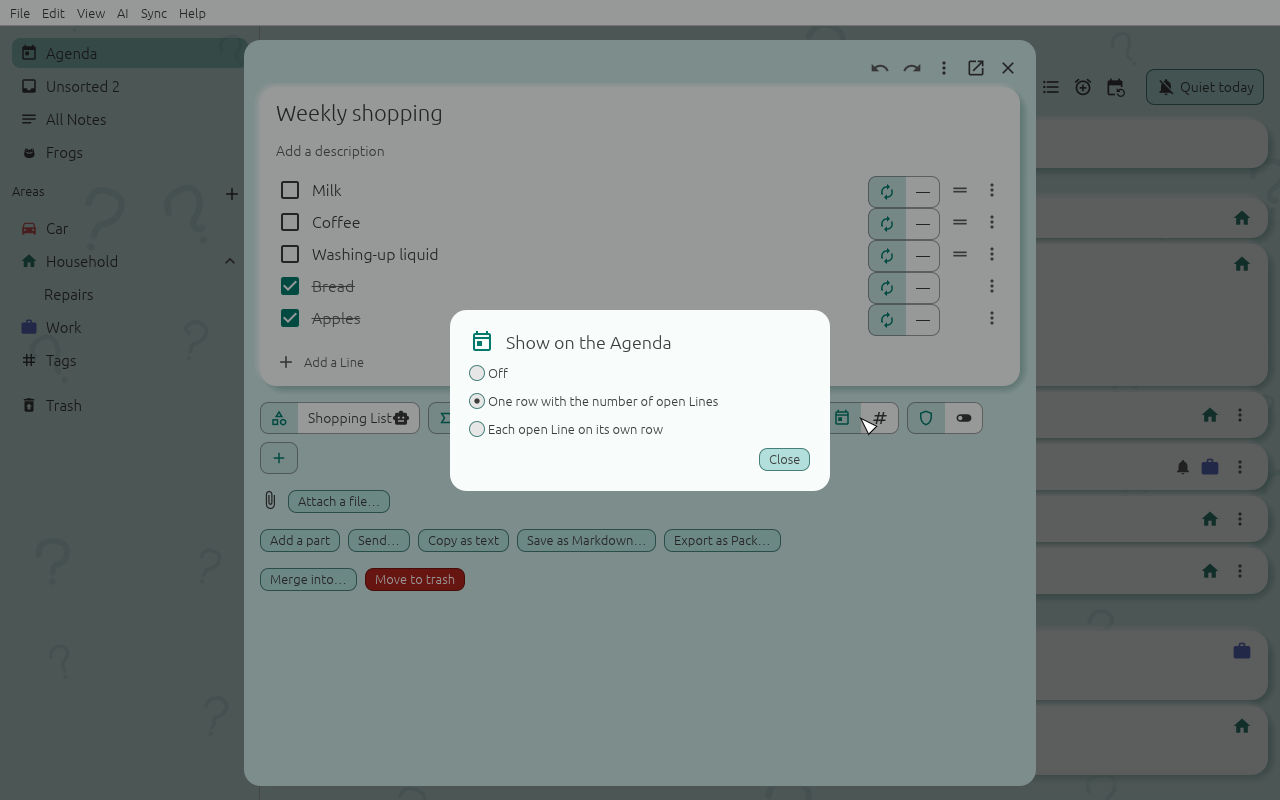 File Edit View AI Sync Help
Agenda
Unsorted 2
All Notes
Frogs
Areas
Car
Household
Repairs
Work
Tags
Trash
Quiet today
Weekly shopping
Add a description
Milk
Coffee
Washing-up liquid
Bread
Apples
Add a Line
Shopping List
Show on the Agenda
Off
One row with the number of open Lines
Each open Line on its own row
Close
Attach a file…
Add a part Send… Copy as text Save as Markdown… Export as Pack…
Merge into… Move to trash